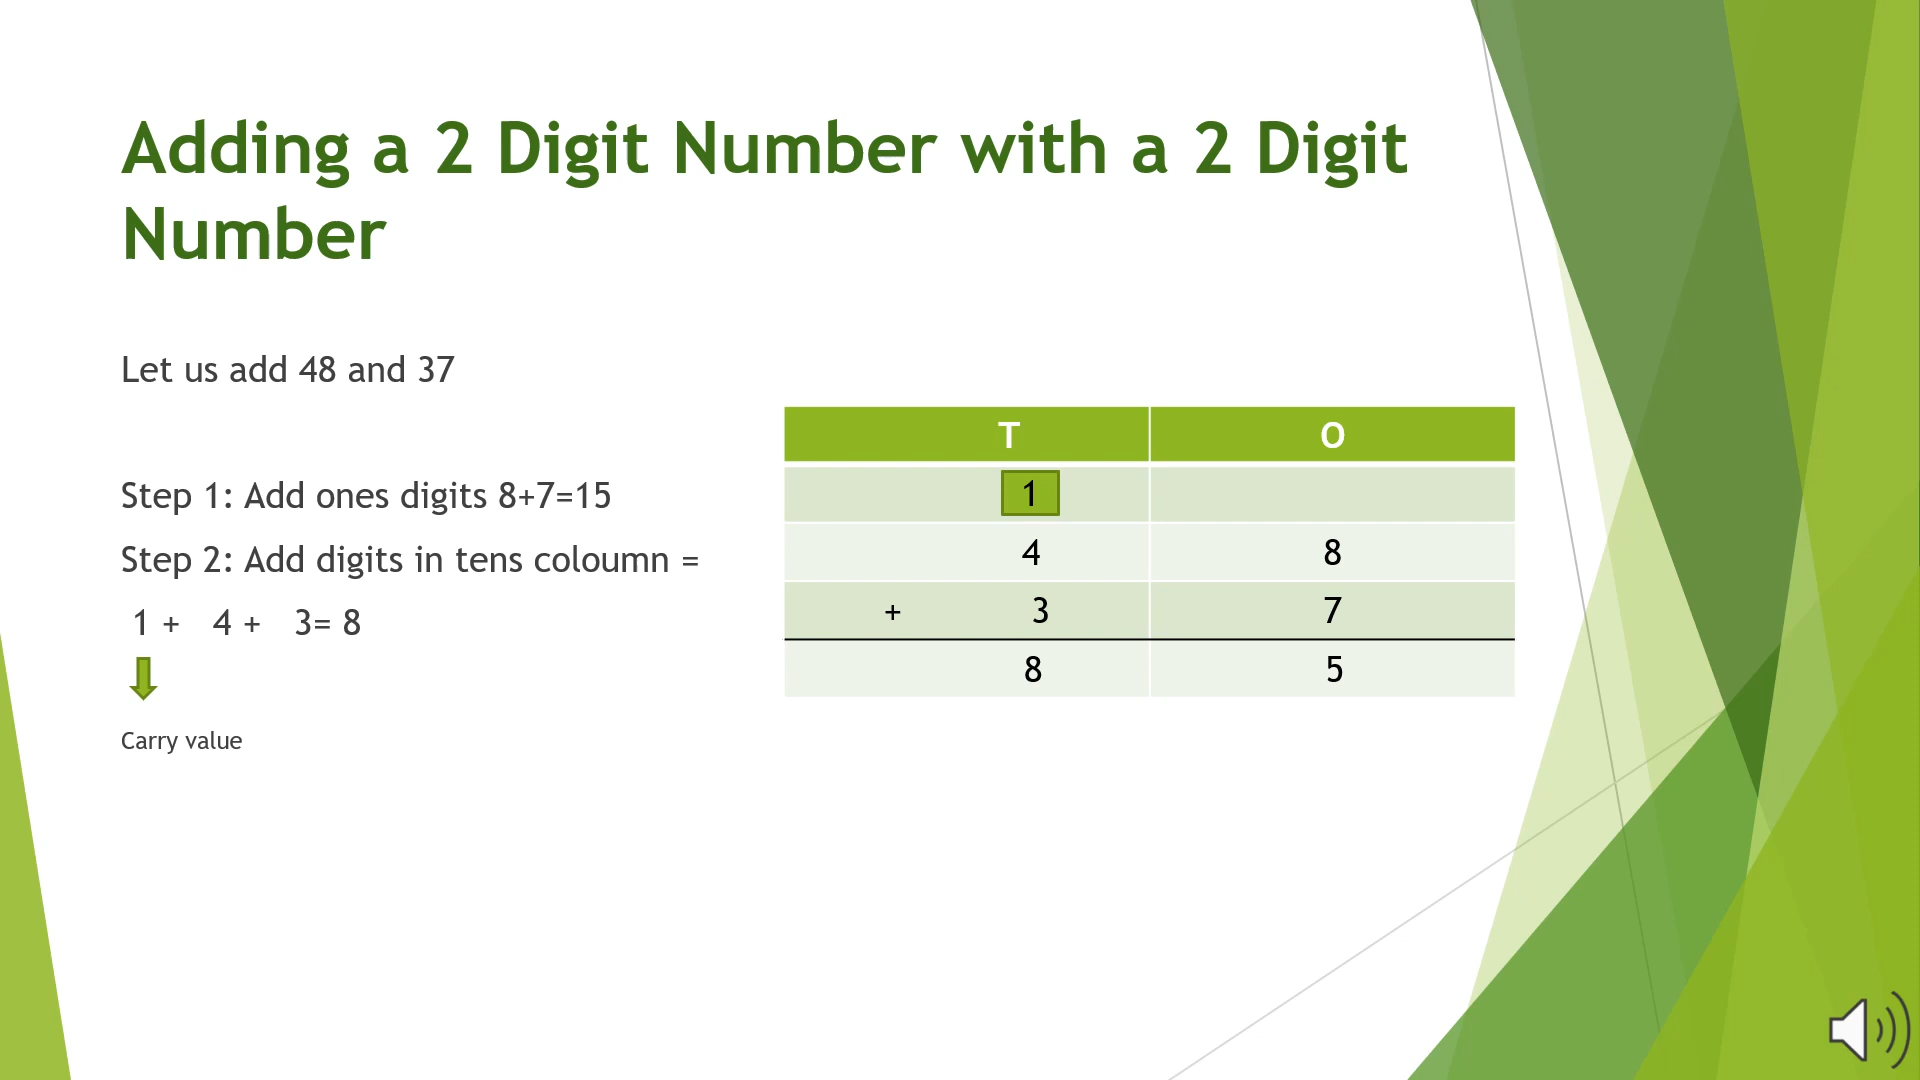 Adding a 2 Digit Number with a 2 Digit
Number
Let us add 48 and 37
Step 1: Add ones digits 8+7=15
Step 2: Add digits in tens coloumn =
1 + 4 + 3= 8
Carry value
T O
1
4 8
+ 3 7
8 5